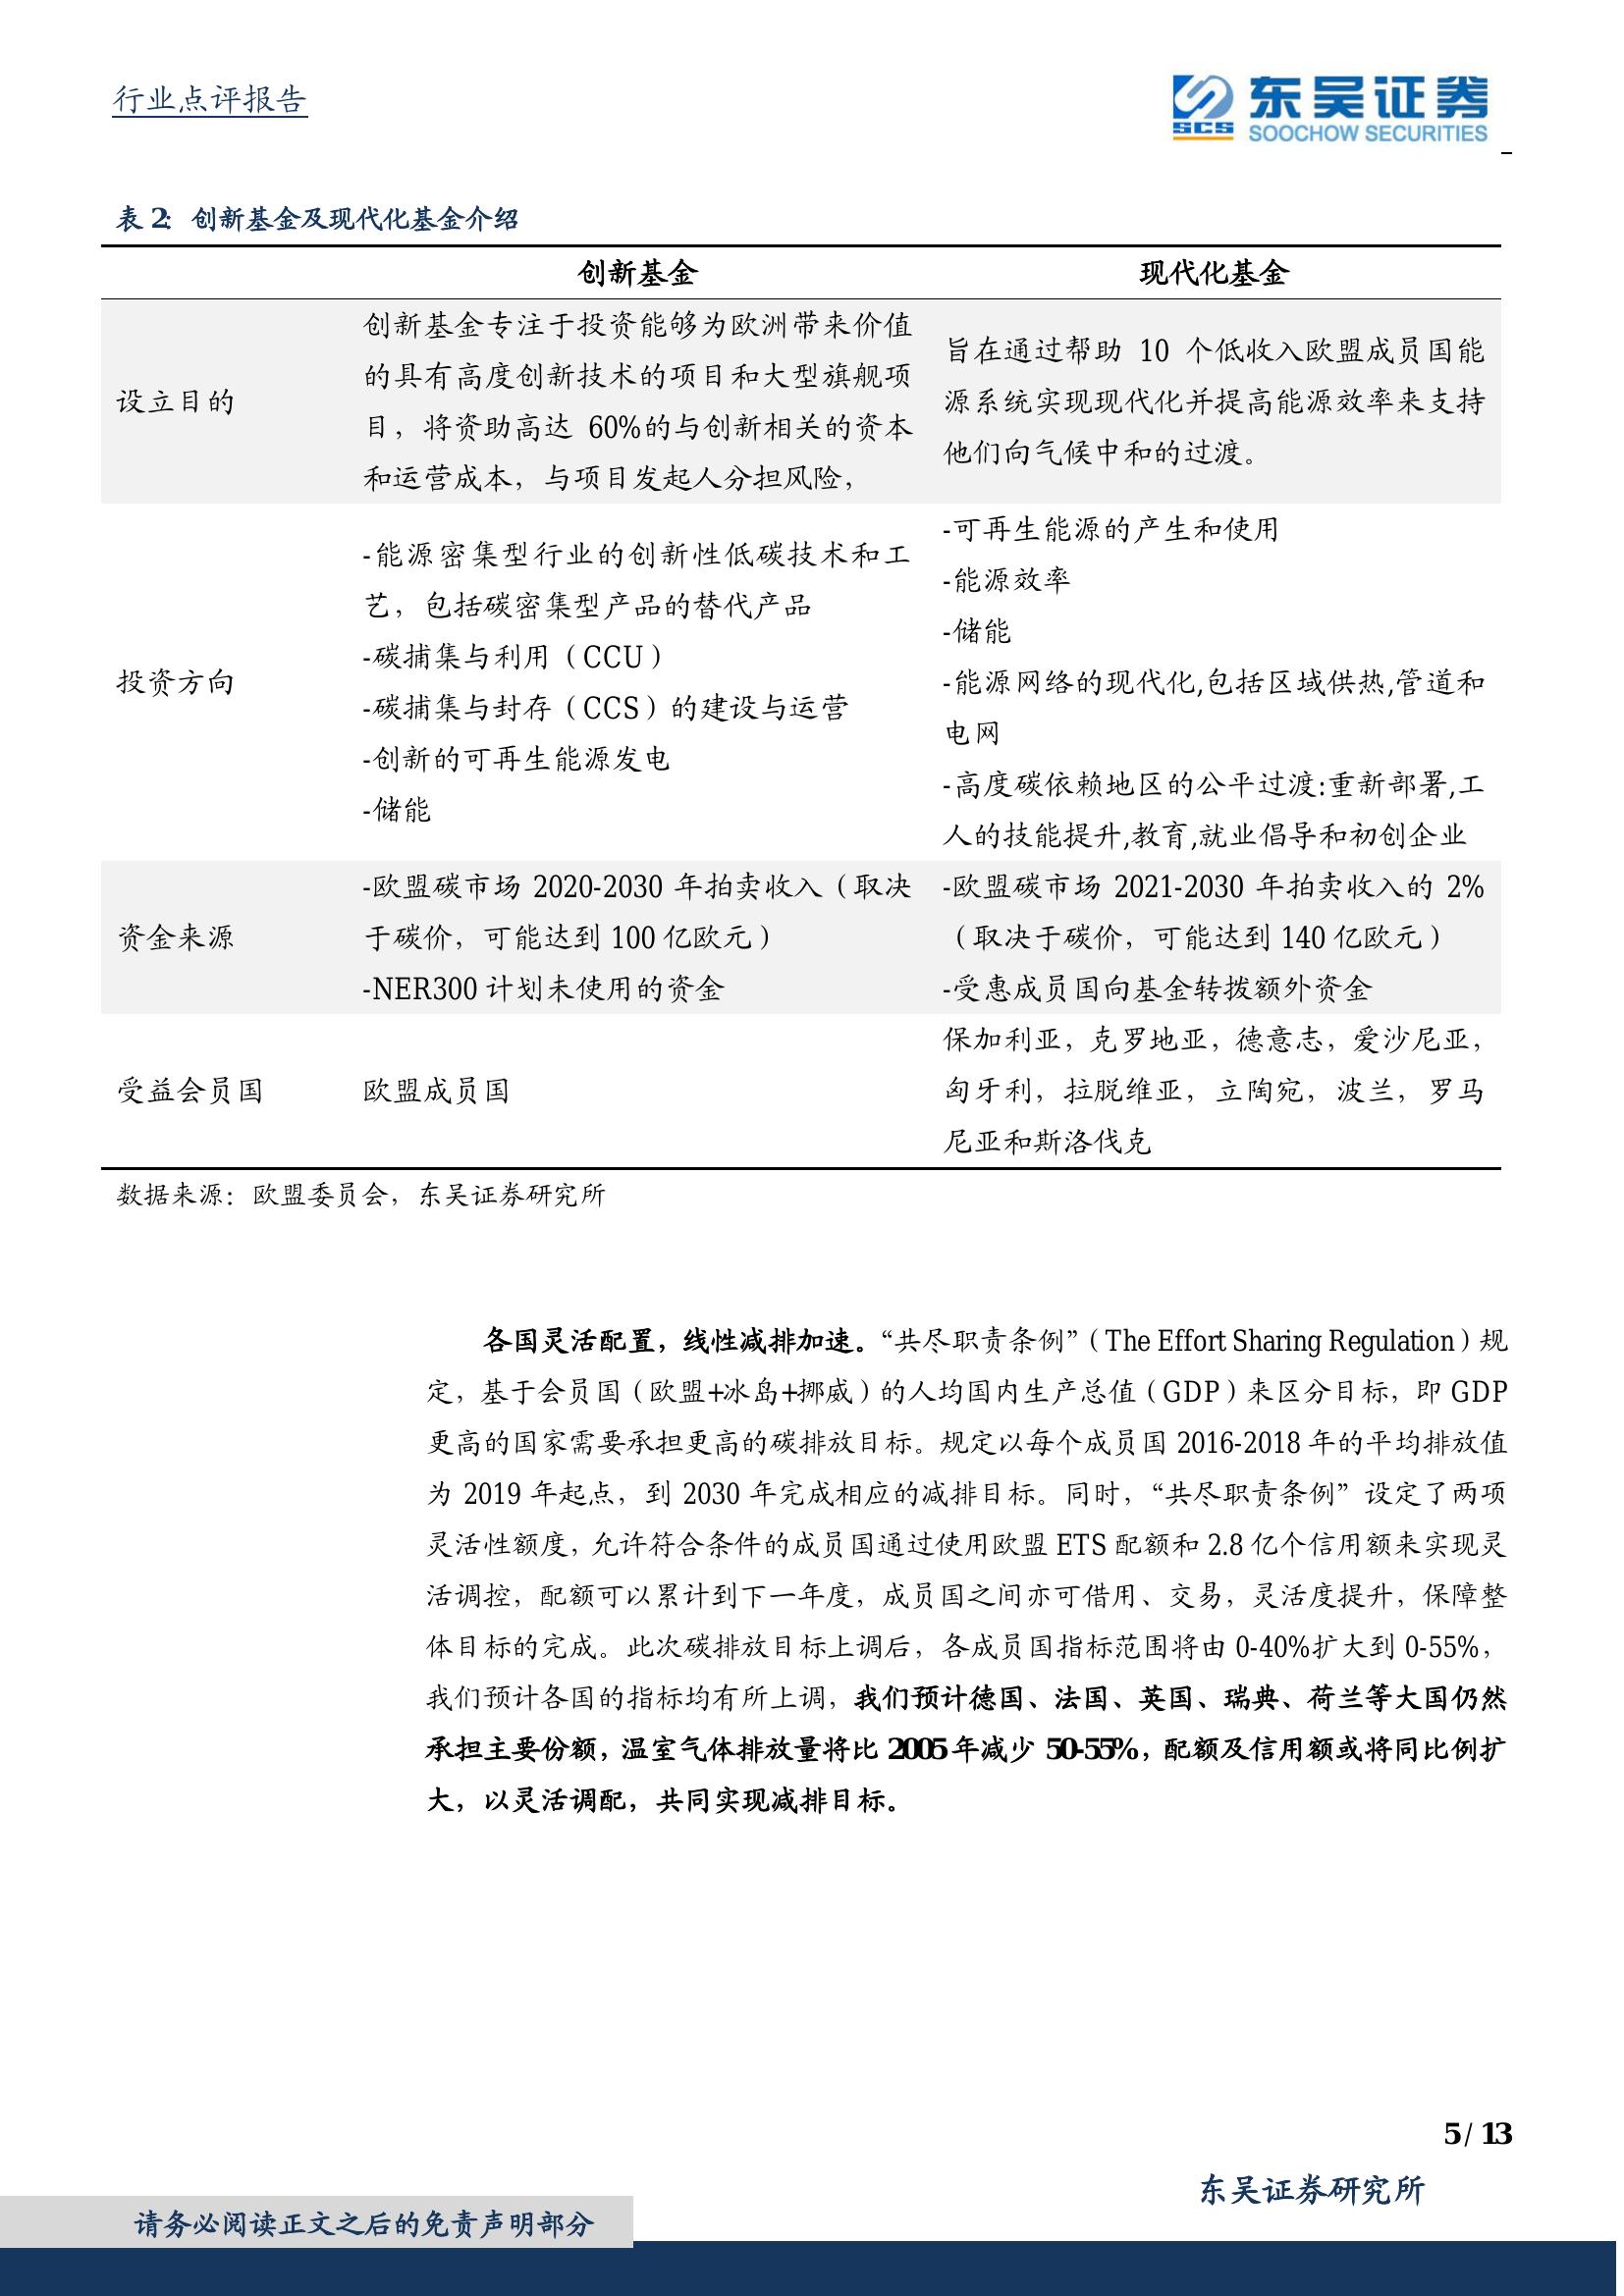 行业点评报告
SCS 东吴证券
SOOCHOW SECURITIES
表 2：创新基金及现代化基金介绍
创新基金 现代化基金
设立目的
创新基金专注于投资能够为欧洲带来价值
的具有高度创新技术的项目和大型旗舰项
目，将资助高达 60%的与创新相关的资本
和运营成本，与项目发起人分担风险，
旨在通过帮助 10 个低收入欧盟成员国能
源系统实现现代化并提高能源效率来支持
他们向气候中和的过渡。
投资方向
-能源密集型行业的创新性低碳技术和工
艺，包括碳密集型产品的替代产品
-碳捕集与利用（CCU）
-碳捕集与封存（CCS）的建设与运营
-创新的可再生能源发电
-储能
-可再生能源的产生和使用
-能源效率
-储能
-能源网络的现代化,包括区域供热,管道和
电网
-高度碳依赖地区的公平过渡:重新部署,工
人的技能提升,教育,就业倡导和初创企业
资金来源
-欧盟碳市场 2020-2030 年拍卖收入（取决
于碳价，可能达到 100 亿欧元）
-NER300 计划未使用的资金
-欧盟碳市场 2021-2030 年拍卖收入的 2%
（取决于碳价，可能达到 140 亿欧元）
-受惠成员国向基金转拨额外资金
受益会员国
欧盟成员国
保加利亚，克罗地亚，德意志，爱沙尼亚，
匈牙利，拉脱维亚，立陶宛，波兰，罗马
尼亚和斯洛伐克
数据来源：欧盟委员会，东吴证券研究所
各国灵活配置，线性减排加速。“共尽职责条例”（The Effort Sharing Regulation）规
定，基于会员国（欧盟+冰岛+挪威）的人均国内生产总值（GDP）来区分目标，即 GDP
更高的国家需要承担更高的碳排放目标。规定以每个成员国 2016-2018 年的平均排放值
为 2019 年起点，到 2030 年完成相应的减排目标。同时，“共尽职责条例”设定了两项
灵活性额度，允许符合条件的成员国通过使用欧盟 ETS 配额和 2.8 亿个信用额来实现灵
活调控，配额可以累计到下一年度，成员国之间亦可借用、交易，灵活度提升，保障整
体目标的完成。此次碳排放目标上调后，各成员国指标范围将由 0-40%扩大到 0-55%，
我们预计各国的指标均有所上调，我们预计德国、法国、英国、瑞典、荷兰等大国仍然
承担主要份额，温室气体排放量将比 2005 年减少 50-55%，配额及信用额或将同比例扩
大，以灵活调配，共同实现减排目标。
5 / 13
东吴证券研究所
请务必阅读正文之后的免责声明部分